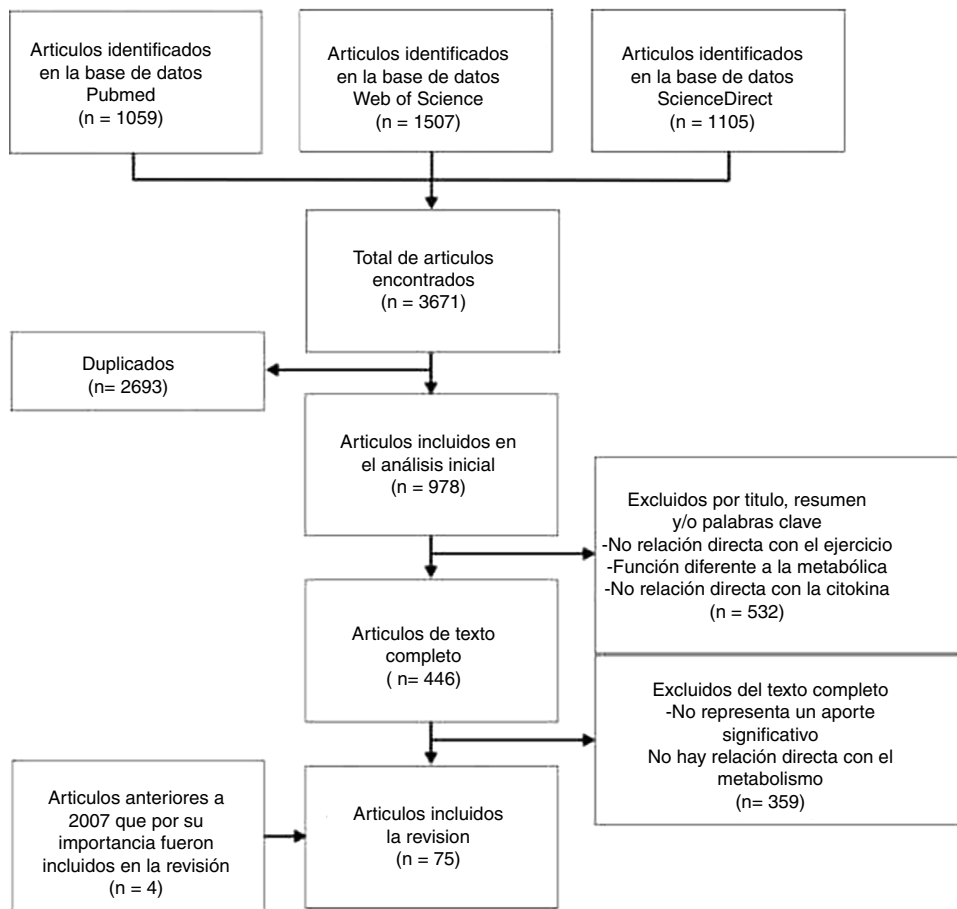 Articulos identificados
en la base de datos
Pubmed
(n = 1059)
Articulos identificados
en la base de datos
Web of Science
(n = 1507)
Articulos identificados
en la base de datos
ScienceDirect
(n = 1105)
Total de articulos
encontrados
(n = 3671)
Duplicados
(n= 2693)
Articulos incluidos en
el análisis inicial
(n = 978)
Excluidos por titulo, resumen
y/o palabras clave
-No relación directa con el ejercicio
-Función diferente a la metabólica
-No relación directa con la citokina
(n = 532)
Articulos de texto
completo
( n= 446)
Excluidos del texto completo
-No representa un aporte
significativo
No hay relación directa con el
metabolismo
(n= 359)
Articulos anteriores a
2007 que por su
importancia fueron
incluidos en la revisión
(n = 4)
Articulos incluidos
la revision
(n = 75)